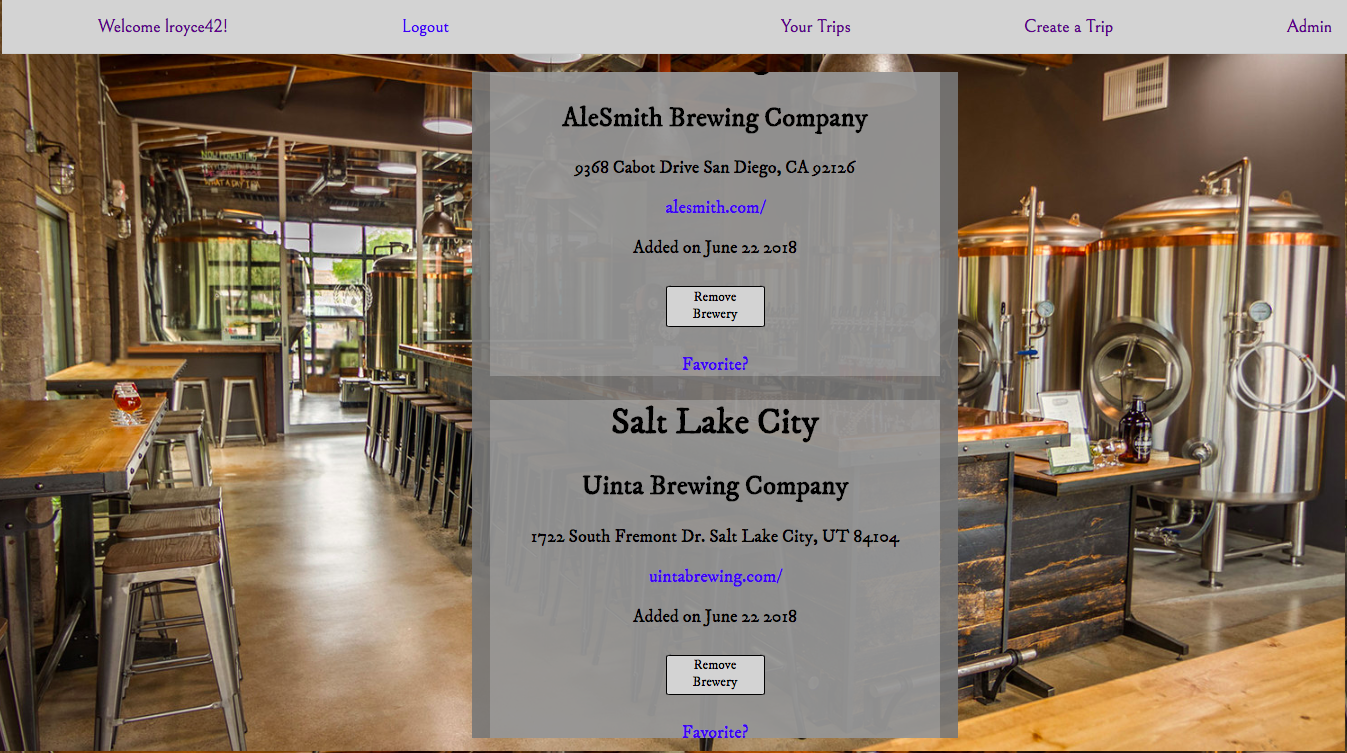 Welcome lroyce42!
Logout
Your Trips
Create a Trip
Admin
AleSmith Brewing Company
9368 Cabot Drive San Diego, CA 92126
alesmith.com/
Added on June 22 2018
Remove
Brewery
Favorite?
Salt Lake City
Uinta Brewing Company
1722 South Fremont Dr. Salt Lake City, UT 84104
uintabrewing.com/
Added on June 22 2018
Remove
Brewery
Favorite?